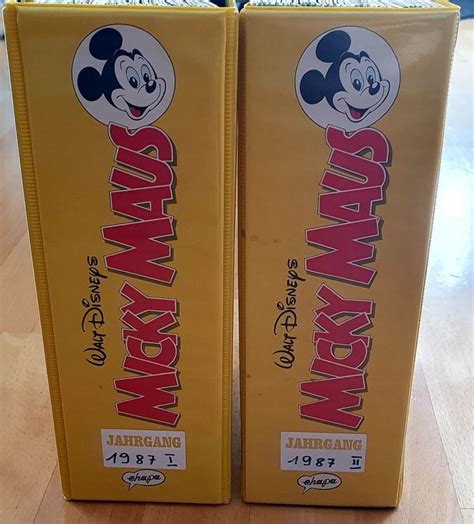 WALT DISNEYS
MICKY MAUS
JAHRGANG
1987 I
ehapa
WALT DISNEYS
MICKY MAUS
JAHRGANG
1987 II
ehapa